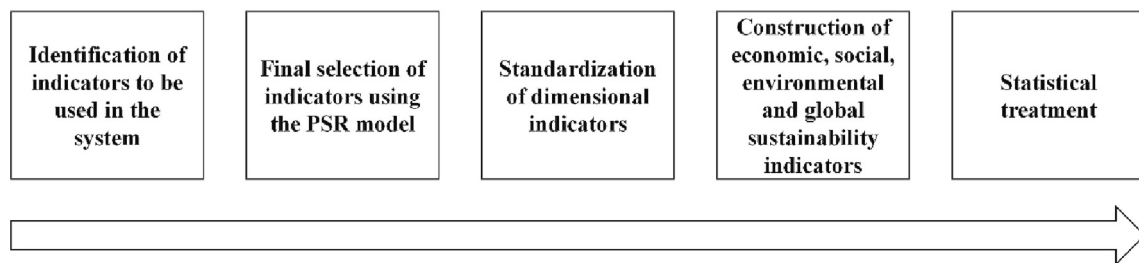 Identification of
indicators to be
used in the
system
Final selection of
indicators using
the PSR model
Standardization
of dimensional
indicators
Construction of
economic, social,
environmental
and global
sustainability
indicators
Statistical
treatment